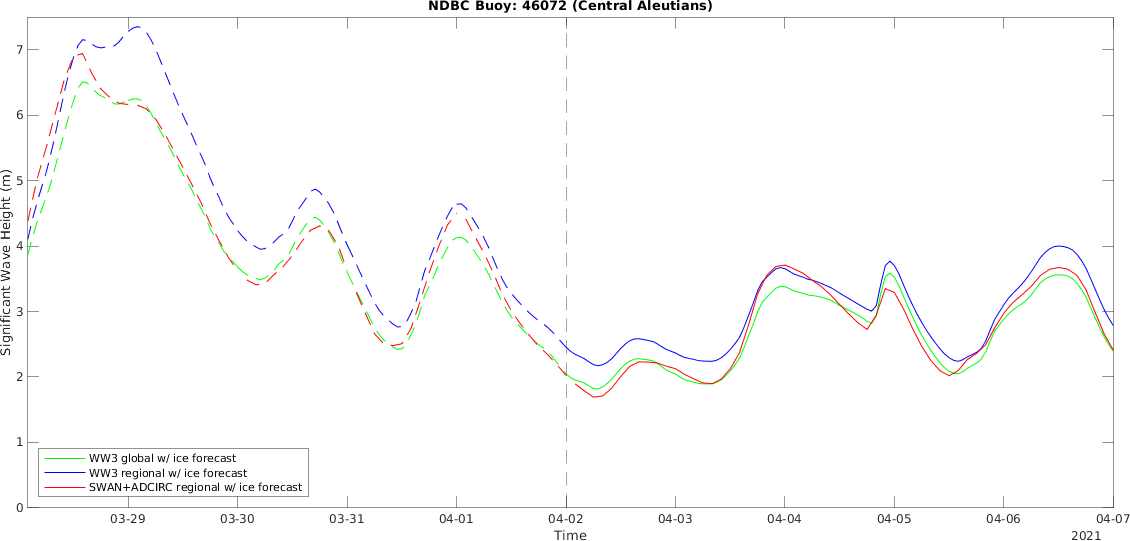 NDBC Buoy: 46072 (Central Aleutians)
Significant Wave Height (m)
7
6
5
4
3
2
1
0
WW3 global w/ ice forecast
WW3 regional w/ ice forecast
SWAN+ADCIRC regional w/ ice forecast
03-29 03-30 03-31 04-01 04-02 04-03 04-04 04-05 04-06 04-07
Time
2021